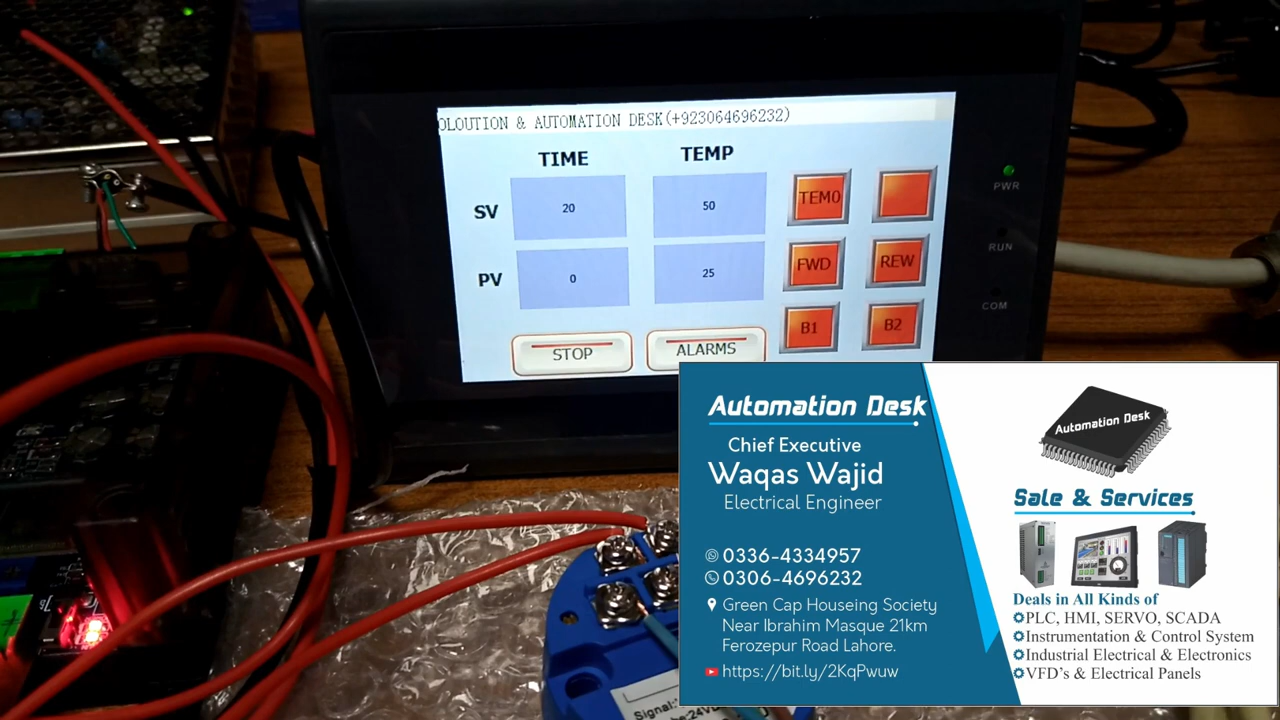 OLOUTION & AUTOMATION DESK(+923064696232)
TIME TEMP
SV 20 50 TEM0
PV 0 25 FWD REW
B1 B2
STOP ALARMS
PWR
RUN
COM
Automation Desk
Chief Executive
Waqas Wajid
Electrical Engineer
0336-4334957
0306-4696232
Green Cap Houseing Society
Near Ibrahim Masque 21km
Ferozepur Road Lahore.
https://bit.ly/2KqPwuw
Automation Desk
Sale & Services
Deals in All Kinds of
PLC, HMI, SERVO, SCADA
Instrumentation & Control System
Industrial Electrical & Electronics
VFD's & Electrical Panels
Signal: